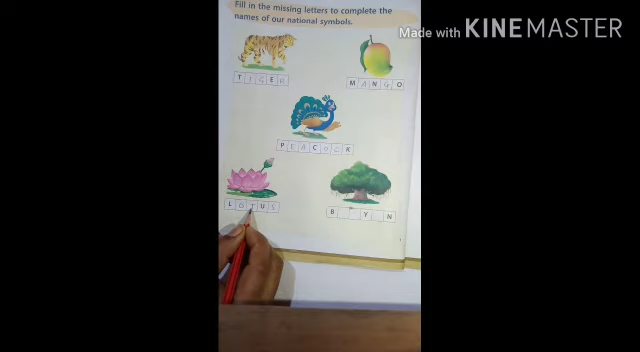 Fill in the missing letters to complete the
names of our national symbols.
Made with KINEMASTER
TIGER
MANGO
PEACOCK
LOTUS
B Y N